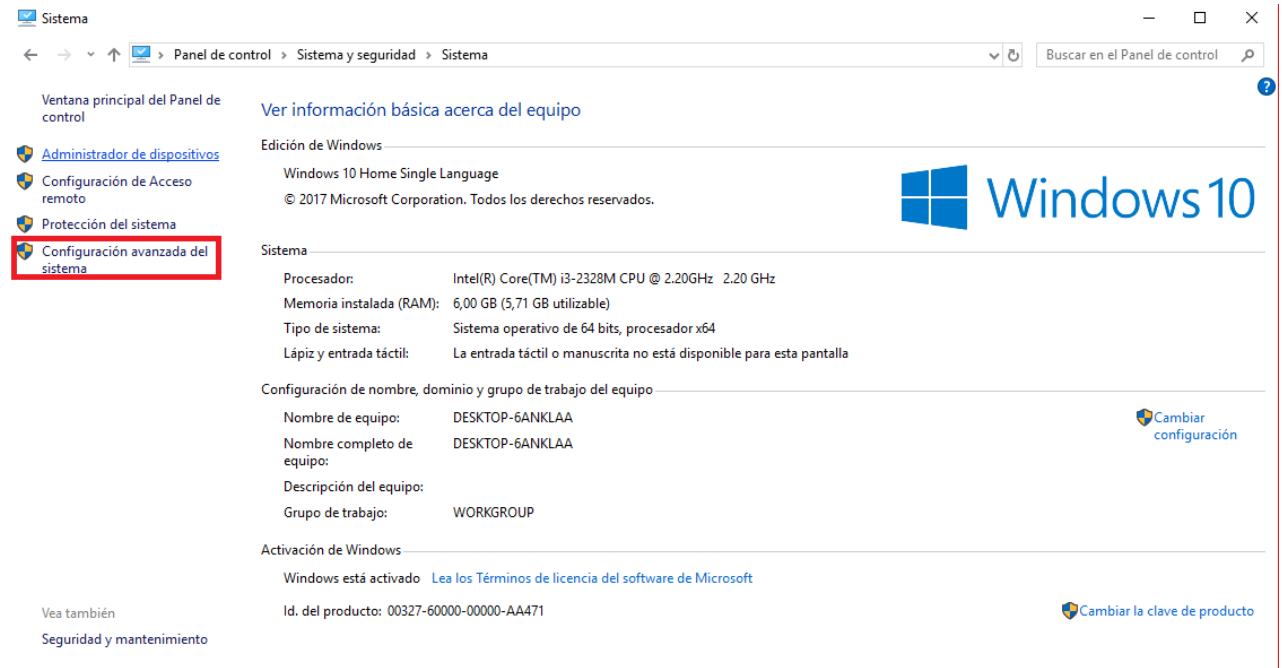 Sistema
Panel de control > Sistema y seguridad > Sistema
Buscar en el Panel de control
?
Ventana principal del Panel de
control
Administrador de dispositivos
Configuración de Acceso
remoto
Protección del sistema
Configuración avanzada del
sistema
Ver información básica acerca del equipo
Edición de Windows
Windows 10 Home Single Language
© 2017 Microsoft Corporation. Todos los derechos reservados.
Windows 10
Sistema
Procesador: Intel(R) Core(TM) i3-2328M CPU @ 2.20GHz 2.20 GHz
Memoria instalada (RAM): 6,00 GB (5,71 GB utilizable)
Tipo de sistema: Sistema operativo de 64 bits, procesador x64
Lápiz y entrada táctil: La entrada táctil o manuscrita no está disponible para esta pantalla
Configuración de nombre, dominio y grupo de trabajo del equipo
Nombre de equipo: DESKTOP-6ANKLAA
Nombre completo de DESKTOP-6ANKLAA
equipo:
Descripción del equipo:
Grupo de trabajo: WORKGROUP
Cambiar
configuración
Activación de Windows
Windows está activado Lea los Términos de licencia del software de Microsoft
Id. del producto: 00327-60000-00000-AA471
Cambiar la clave de producto
Vea también
Seguridad y mantenimiento